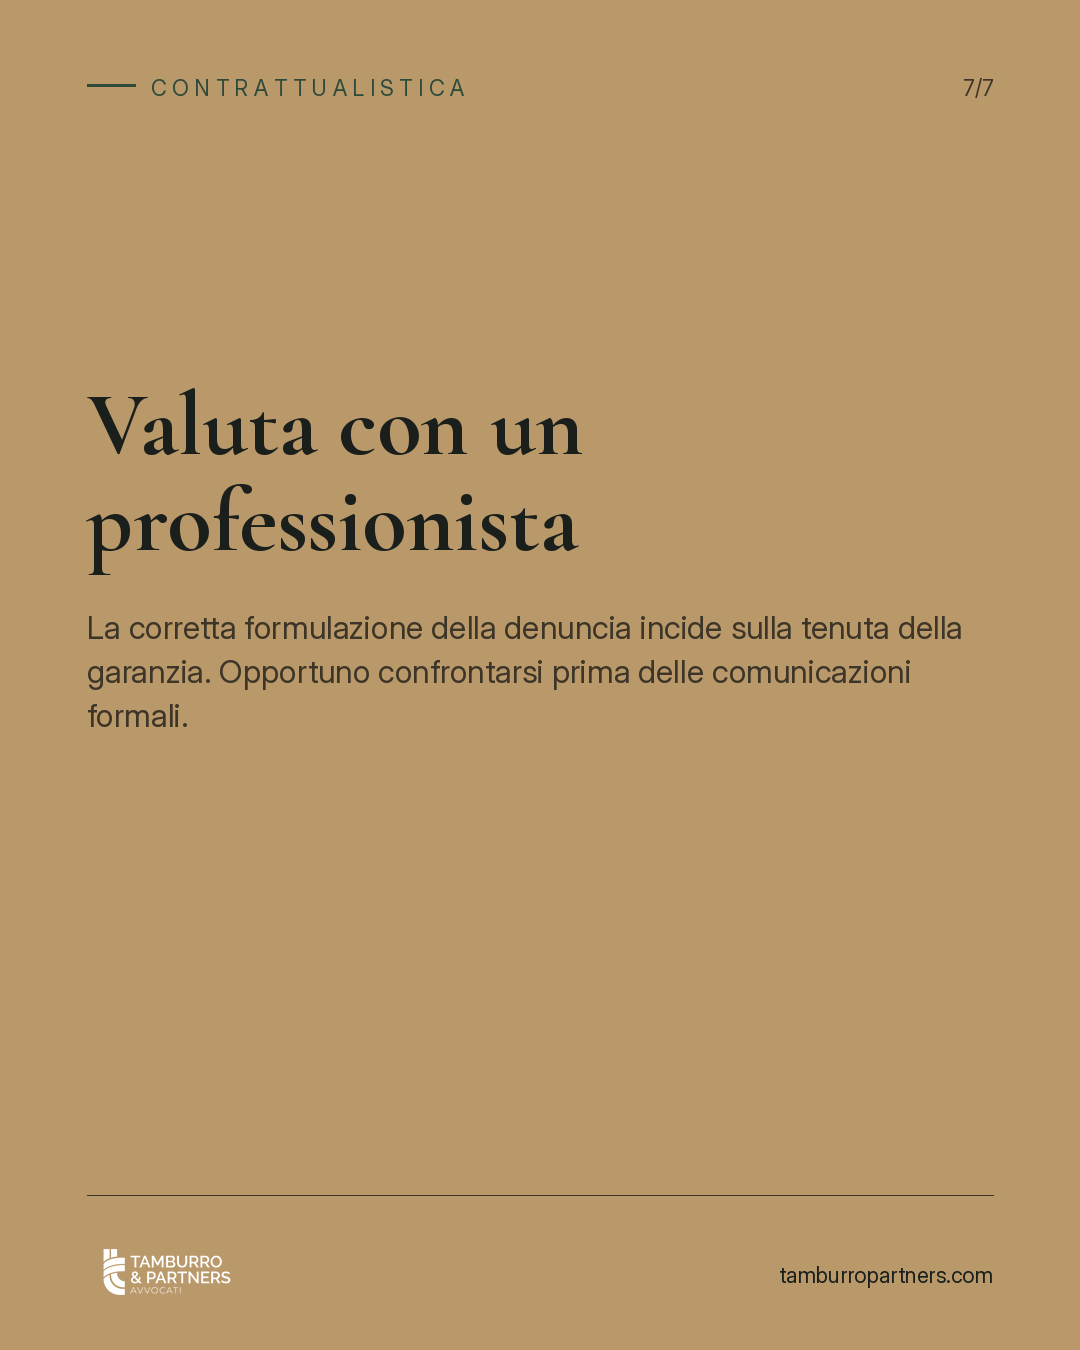 CONTRATTUALISTICA
7/7
Valuta con un
professionista
La corretta formulazione della denuncia incide sulla tenuta della
garanzia. Opportuno confrontarsi prima delle comunicazioni
formali.
TAMBURRO
& PARTNERS
AVVOCATI
tamburropartners.com